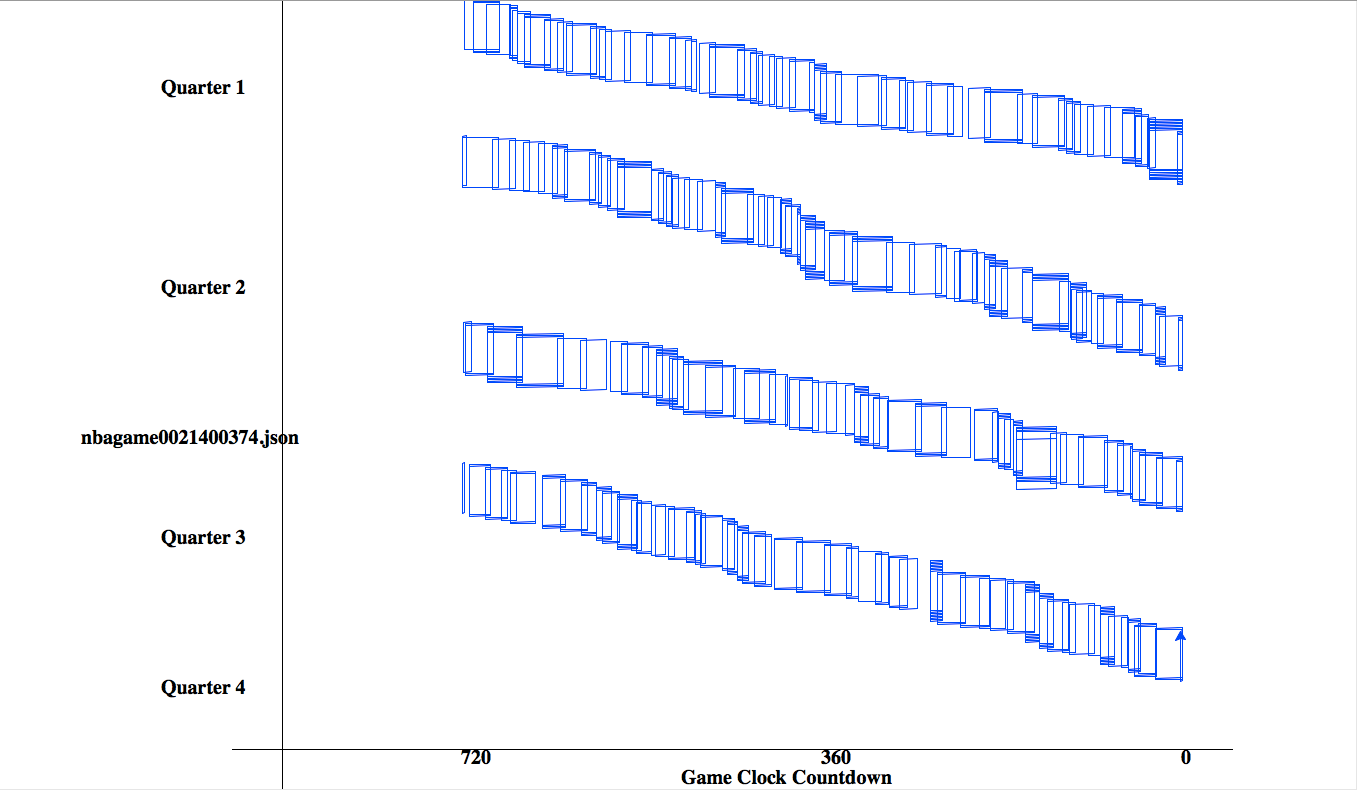 Quarter 1
Quarter 2
nbagame0021400374.json
Quarter 3
Quarter 4
720 360 0
Game Clock Countdown